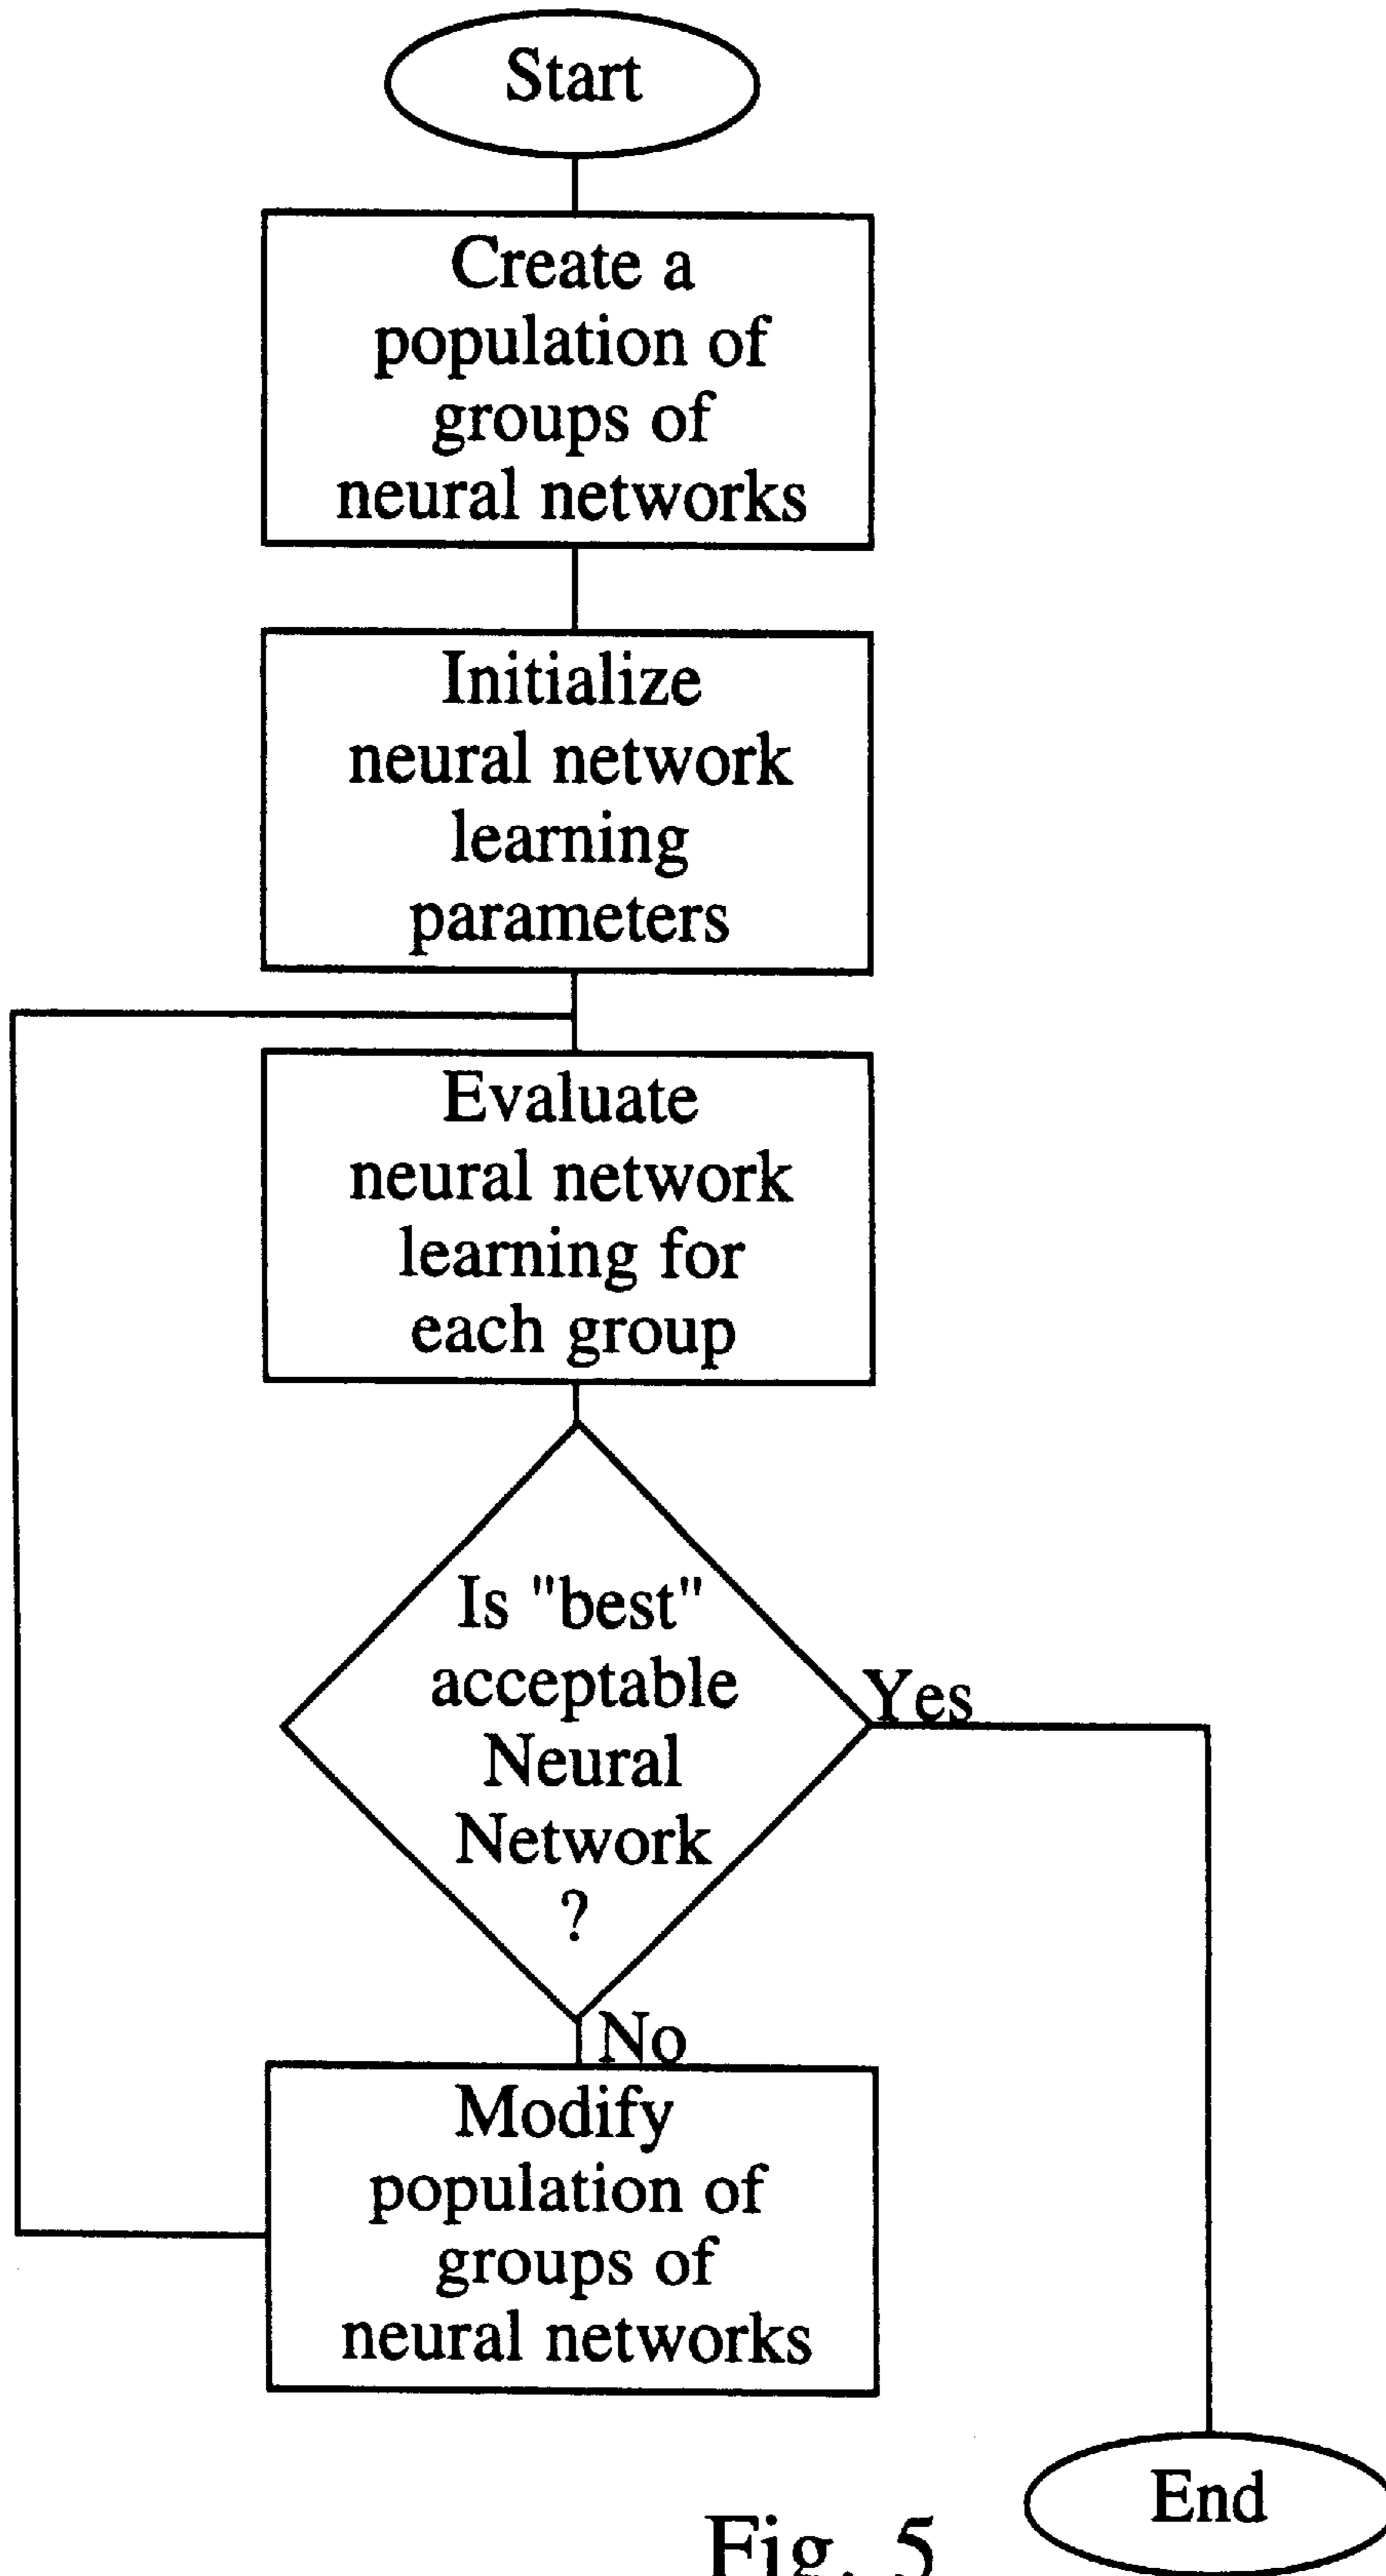 Start
Create a
population of
groups of
neural networks
Initialize
neural network
learning
parameters
Evaluate
neural network
learning for
each group
Is "best"
acceptable
Neural
Network
?
Yes
No
Modify
population of
groups of
neural networks
End
Fig. 5